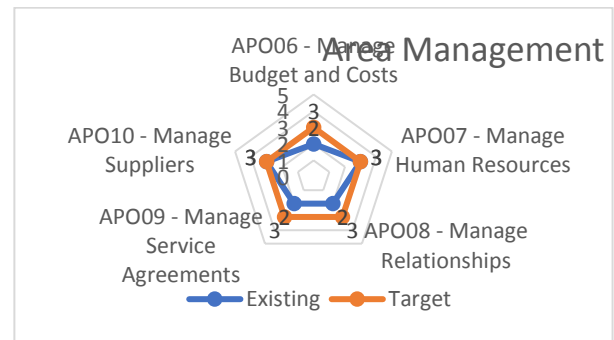 Area Management
APO06 - Manage
Budget and Costs
5
4
3
2
1
0
3
2
APO10 - Manage
Suppliers
3
3
APO07 - Manage
Human Resources
APO09 - Manage
Service
Agreements
2
3
2
3
APO08 - Manage
Relationships
Existing
Target